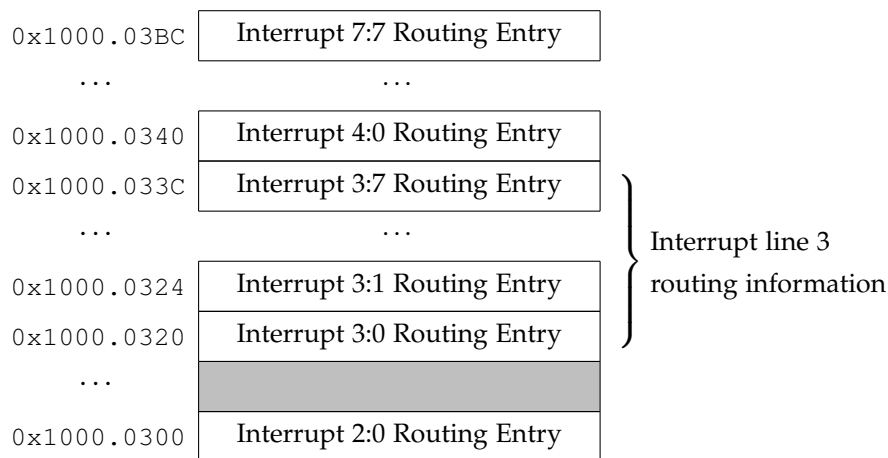 0x1000.03BC Interrupt 7:7 Routing Entry
... ...
0x1000.0340 Interrupt 4:0 Routing Entry
0x1000.033C Interrupt 3:7 Routing Entry
... ...
Interrupt line 3
routing information
0x1000.0324 Interrupt 3:1 Routing Entry
0x1000.0320 Interrupt 3:0 Routing Entry
...
0x1000.0300 Interrupt 2:0 Routing Entry